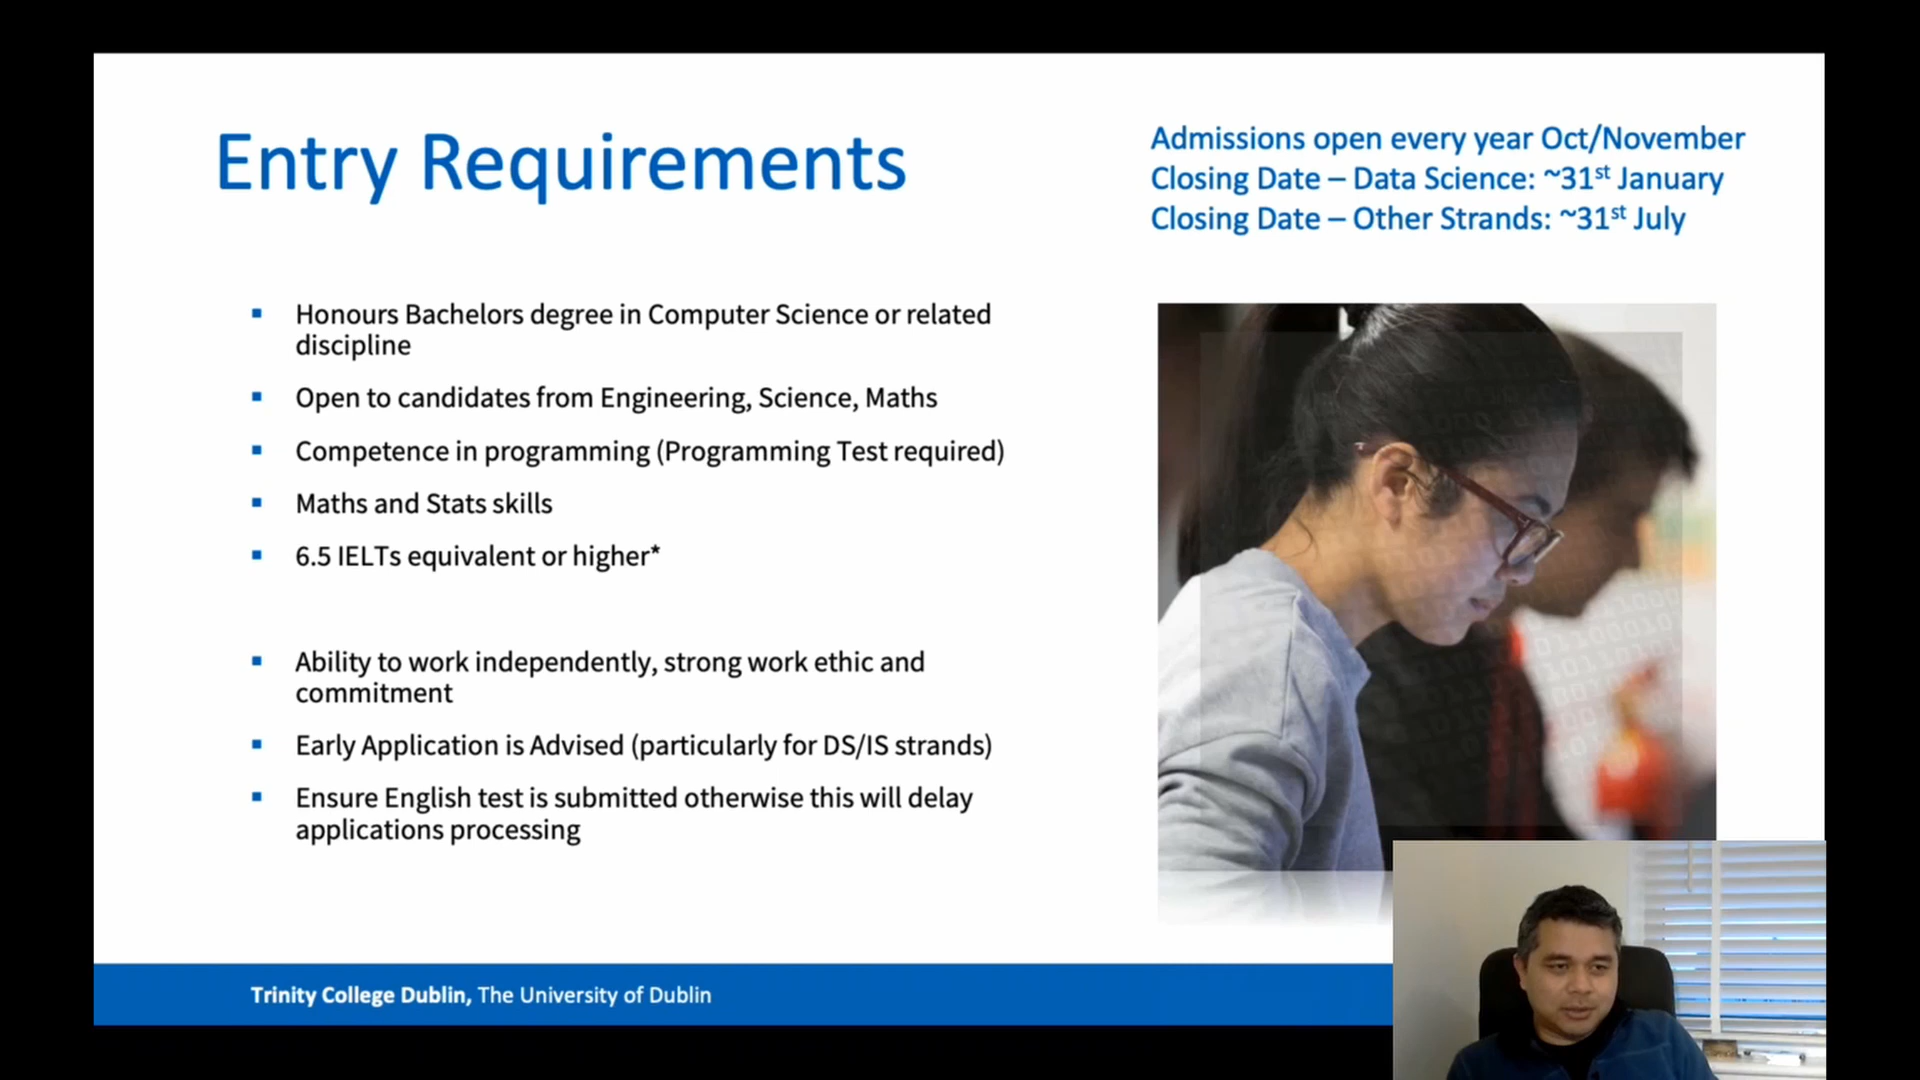 Entry Requirements
Admissions open every year Oct/November
Closing Date – Data Science: ~31st January
Closing Date – Other Strands: ~31st July
▪ Honours Bachelors degree in Computer Science or related
discipline
▪ Open to candidates from Engineering, Science, Maths
▪ Competence in programming (Programming Test required)
▪ Maths and Stats skills
▪ 6.5 IELTs equivalent or higher*
▪ Ability to work independently, strong work ethic and
commitment
▪ Early Application is Advised (particularly for DS/IS strands)
▪ Ensure English test is submitted otherwise this will delay
applications processing
Trinity College Dublin, The University of Dublin